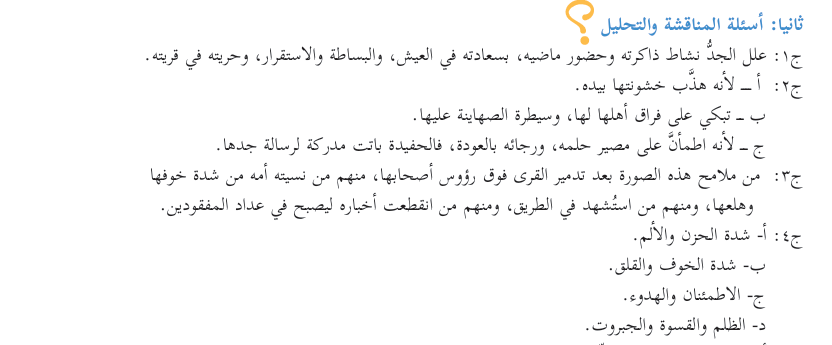 ثانيا: أسئلة المناقشة والتحليل ?
ج١: علل الجدُّ نشاط ذاكرته وحضور ماضيه، بسعادته في العيش، والبساطة والاستقرار، وحريته في قريته.
ج٢: أ ــ لأنه هذَّب خشونتها بيده.
ب ــ تبكي على فراق أهلها لها، وسيطرة الصهاينة عليها.
ج ــ لأنه اطمأنَّ على مصير حلمه، ورجائه بالعودة، فالحفيدة باتت مدركة لرسالة جدها.
ج٣: من ملامح هذه الصورة بعد تدمير القرى فوق رؤوس أصحابها، منهم من نسيته أمه من شدة خوفها
وهلعها، ومنهم من استُشهد في الطريق، ومنهم من انقطعت أخباره ليصبح في عداد المفقودين.
ج٤: أ- شدة الحزن والألم.
ب- شدة الخوف والقلق.
ج- الاطمئنان والهدوء.
د- الظلم والقسوة والجبروت.